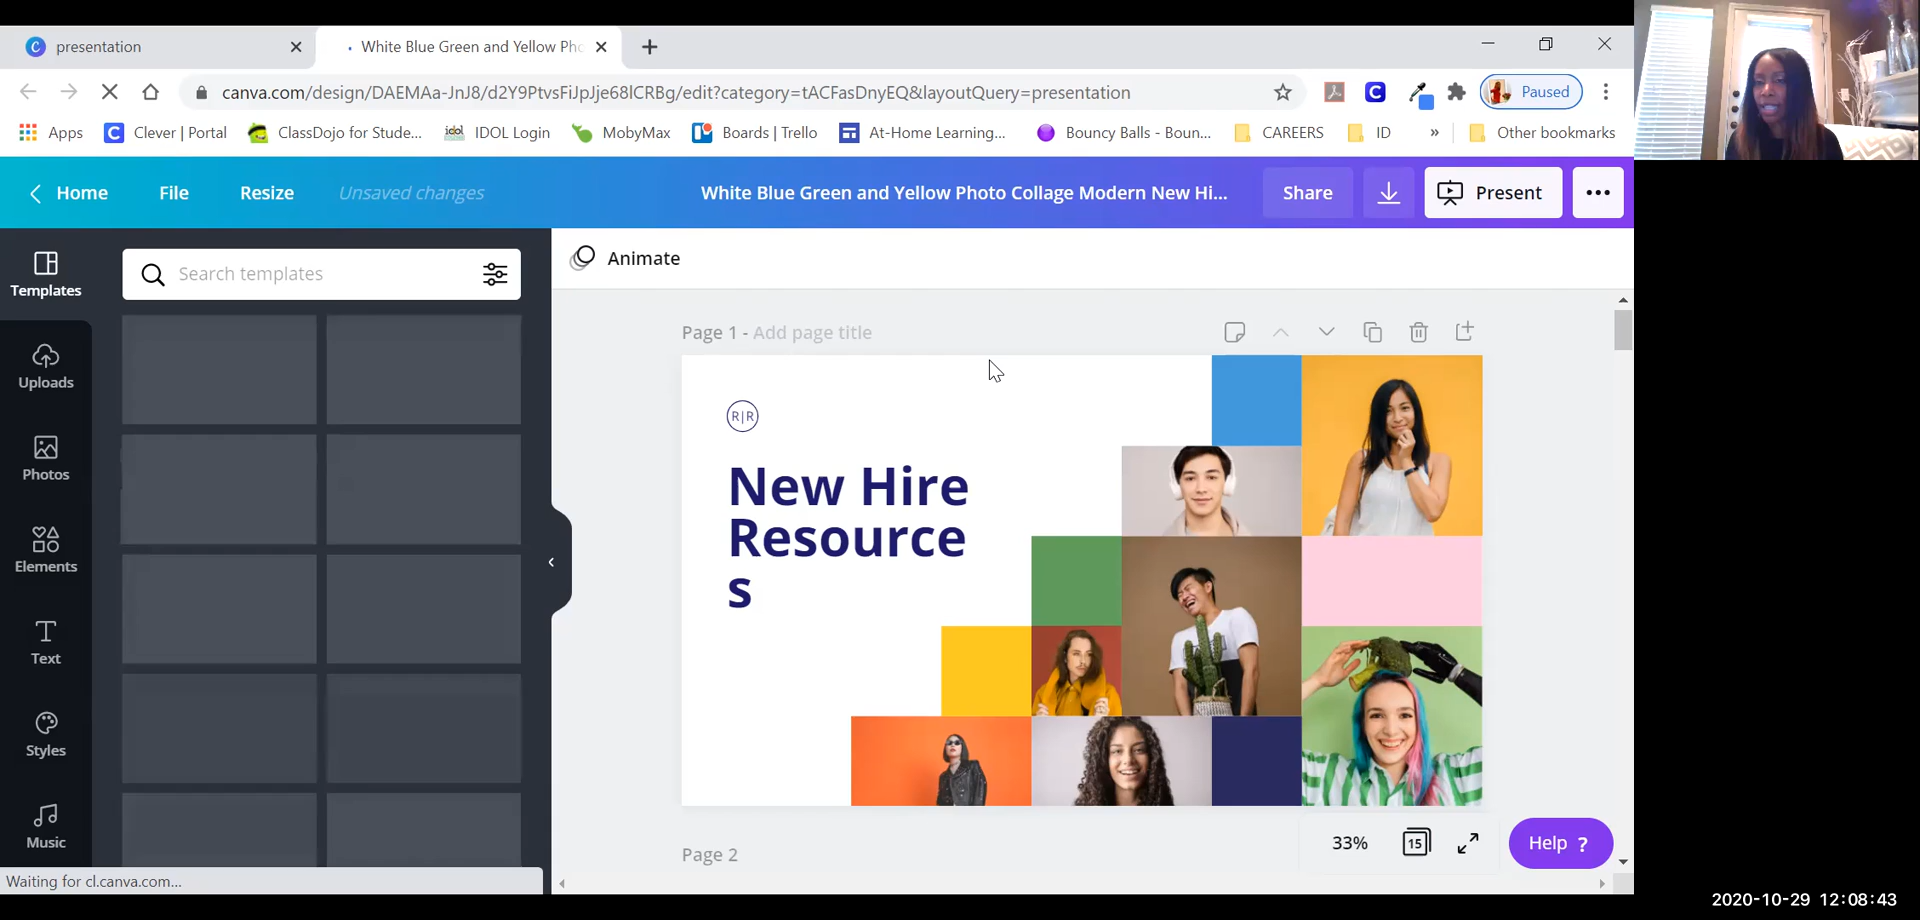 presentation
White Blue Green and Yellow Pho
canva.com/design/DAEMAa-JnJ8/d2Y9PtvsFiJpJje68lCRBg/edit?category=tACFasDnyEQ&layoutQuery=presentation
Paused
Apps
Clever | Portal
ClassDojo for Stude...
idol
IDOL Login
MobyMax
Boards | Trello
At-Home Learning...
Bouncy Balls - Boun...
CAREERS
ID
»
Other bookmarks
Home
File
Resize
Unsaved changes
White Blue Green and Yellow Photo Collage Modern New Hi...
Share
Present
Templates
Search templates
Animate
Uploads
Photos
Elements
Text
Styles
Music
Page 1 - Add page title
R|R
New Hire
Resource
s
Page 2
33%
15
Help ?
Waiting for cl.canva.com...
2020-10-29 12:08:43